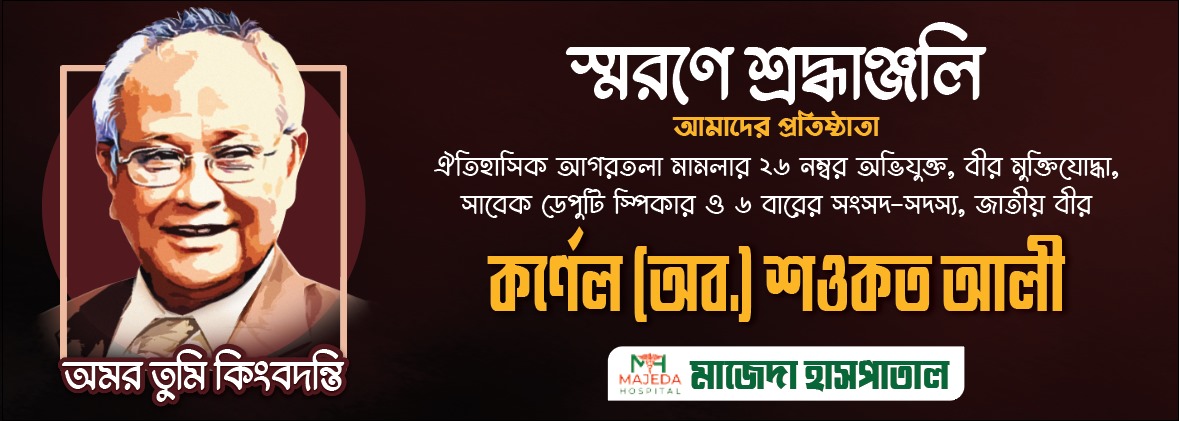 স্মরণে শ্রদ্ধাঞ্জলি
আমাদের প্রতিষ্ঠাতা
ঐতিহাসিক আগরতলা মামলার ২৬ নম্বর অভিযুক্ত, বীর মুক্তিযোদ্ধা,
সাবেক ডেপুটি স্পিকার ও ৬ বারের সংসদ-সদস্য, জাতীয় বীর
কর্ণেল (অব.) শওকত আলী
অমর তুমি কিংবদন্তি
MH
MAJEDA
HOSPITAL
মাজেদা হাসপাতাল